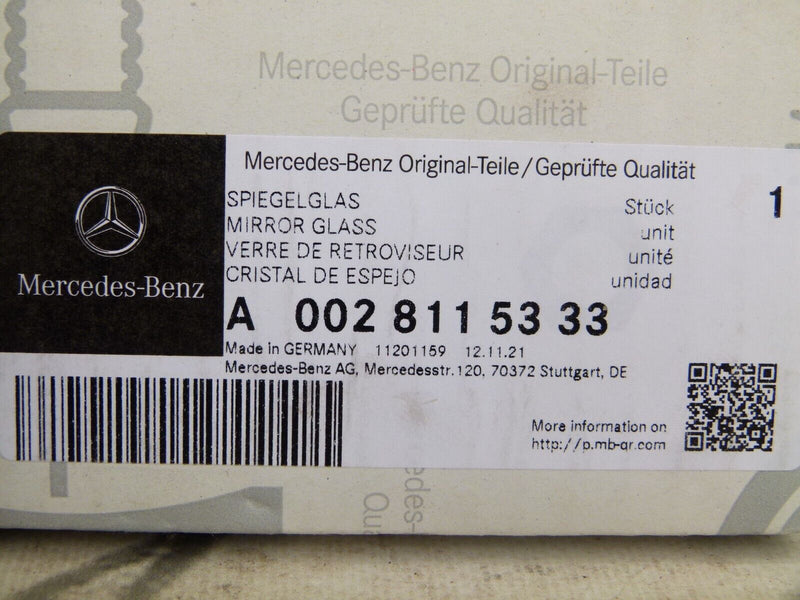 Mercedes-Benz Original-Teile
Geprüfte Qualität
Mercedes-Benz Original-Teile/Geprüfte Qualität
Mercedes-Benz
SPIEGELGLAS Stück 1
MIRROR GLASS unit
VERRE DE RETROVISEUR unité
CRISTAL DE ESPEJO unidad
A 002 811 53 33
Made in GERMANY 11201159 12.11.21
Mercedes-Benz AG, Mercedesstr.120, 70372 Stuttgart, DE
More information on
http://p.mb-qr.com